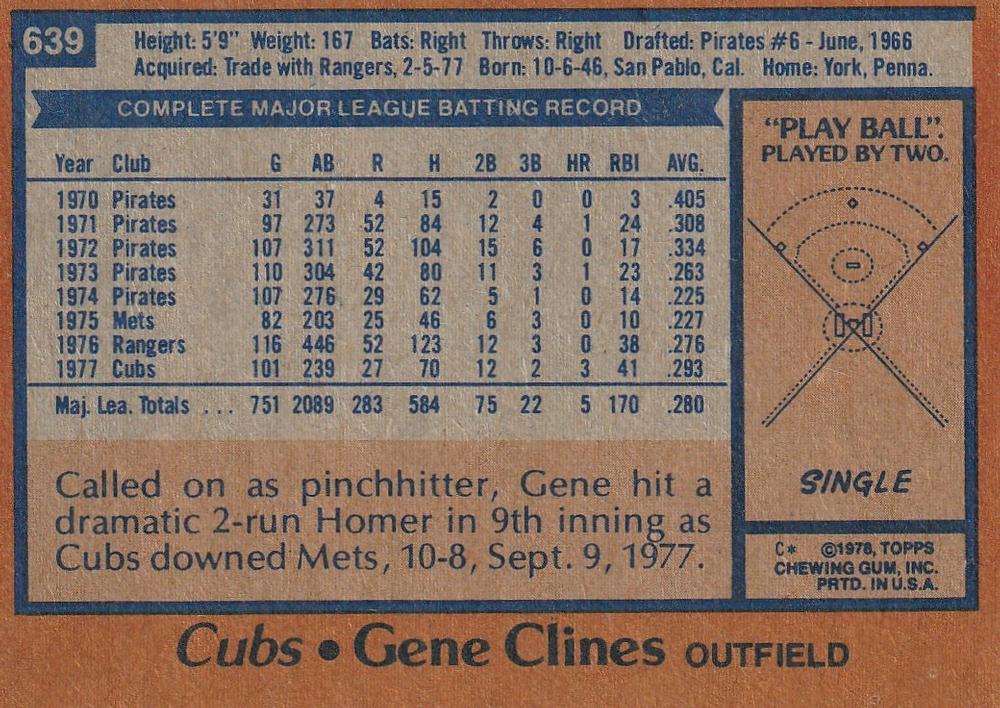 639
Height: 5'9" Weight: 167 Bats: Right Throws: Right Drafted: Pirates #6 - June, 1966
Acquired: Trade with Rangers, 2-5-77 Born: 10-6-46, San Pablo, Cal. Home: York, Penna.
COMPLETE MAJOR LEAGUE BATTING RECORD
Year Club G AB R H 2B 3B HR RBI AVG.
1970 Pirates 31 37 4 15 2 0 0 3 .405
1971 Pirates 97 273 52 84 12 4 1 24 .308
1972 Pirates 107 311 52 104 15 6 0 17 .334
1973 Pirates 110 304 42 80 11 3 1 23 .263
1974 Pirates 107 276 29 62 5 1 0 14 .225
1975 Mets 82 203 25 46 6 3 0 10 .227
1976 Rangers 116 446 52 123 12 3 0 38 .276
1977 Cubs 101 239 27 70 12 2 3 41 .293
Maj. Lea. Totals ... 751 2089 283 584 75 22 5 170 .280
Called on as pinchhitter, Gene hit a
dramatic 2-run Homer in 9th inning as
Cubs downed Mets, 10-8, Sept. 9, 1977.
"PLAY BALL".
PLAYED BY TWO.
SINGLE
C* ©1978, TOPPS
CHEWING GUM, INC.
PRTD. IN U.S.A.
Cubs • Gene Clines OUTFIELD